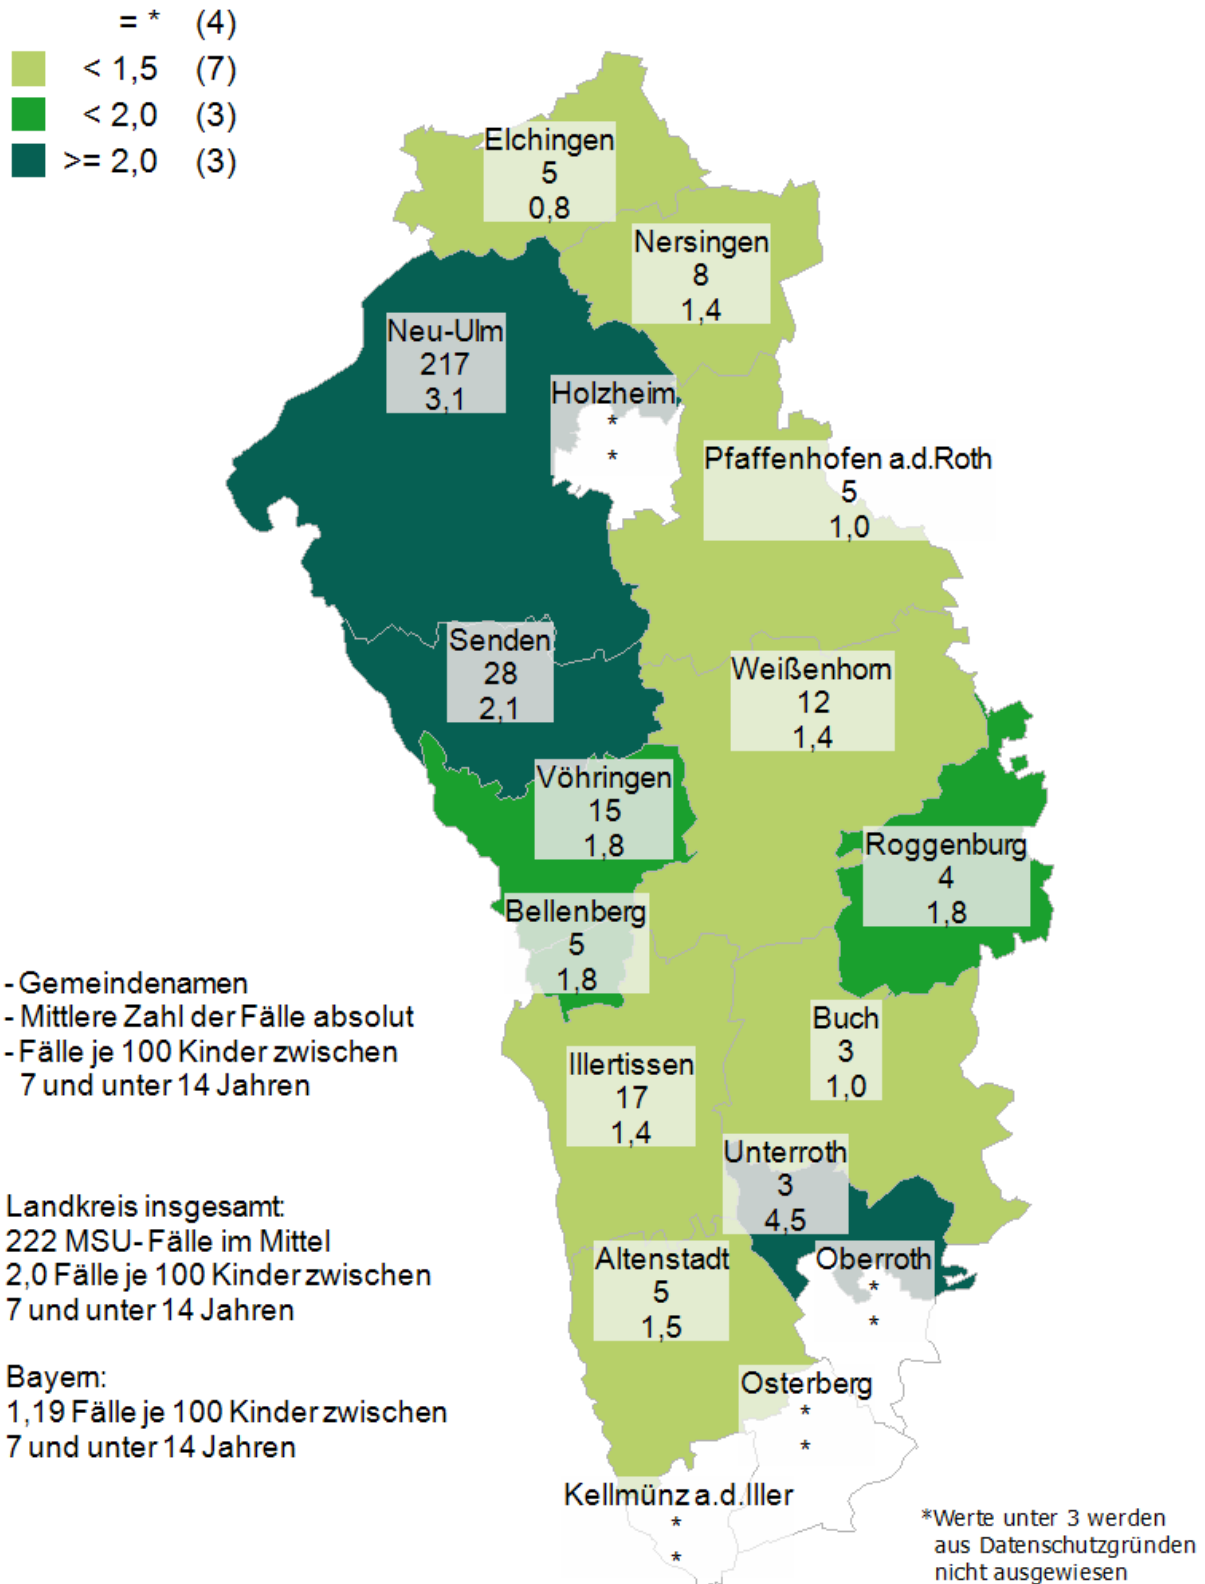 = * (4)
< 1,5 (7)
< 2,0 (3)
>= 2,0 (3)
Elchingen
5
0,8
Nersingen
8
1,4
Neu-Ulm
217
3,1
Holzheim
*
*
Pfaffenhofen a.d.Roth
5
1,0
Senden
28
2,1
Weißenhorn
12
1,4
Vöhringen
15
1,8
Roggenburg
4
1,8
Bellenberg
5
1,8
- Gemeindenamen
- Mittlere Zahl der Fälle absolut
- Fälle je 100 Kinder zwischen
7 und unter 14 Jahren
Buch
3
1,0
Illertissen
17
1,4
Unterroth
3
4,5
Landkreis insgesamt:
222 MSU-Fälle im Mittel
2,0 Fälle je 100 Kinder zwischen
7 und unter 14 Jahren
Altenstadt
5
1,5
Oberroth
*
*
Bayern:
1,19 Fälle je 100 Kinder zwischen
7 und unter 14 Jahren
Osterberg
*
*
Kellmünz a.d.Iller
*
*
*Werte unter 3 werden
aus Datenschutzgründen
nicht ausgewiesen